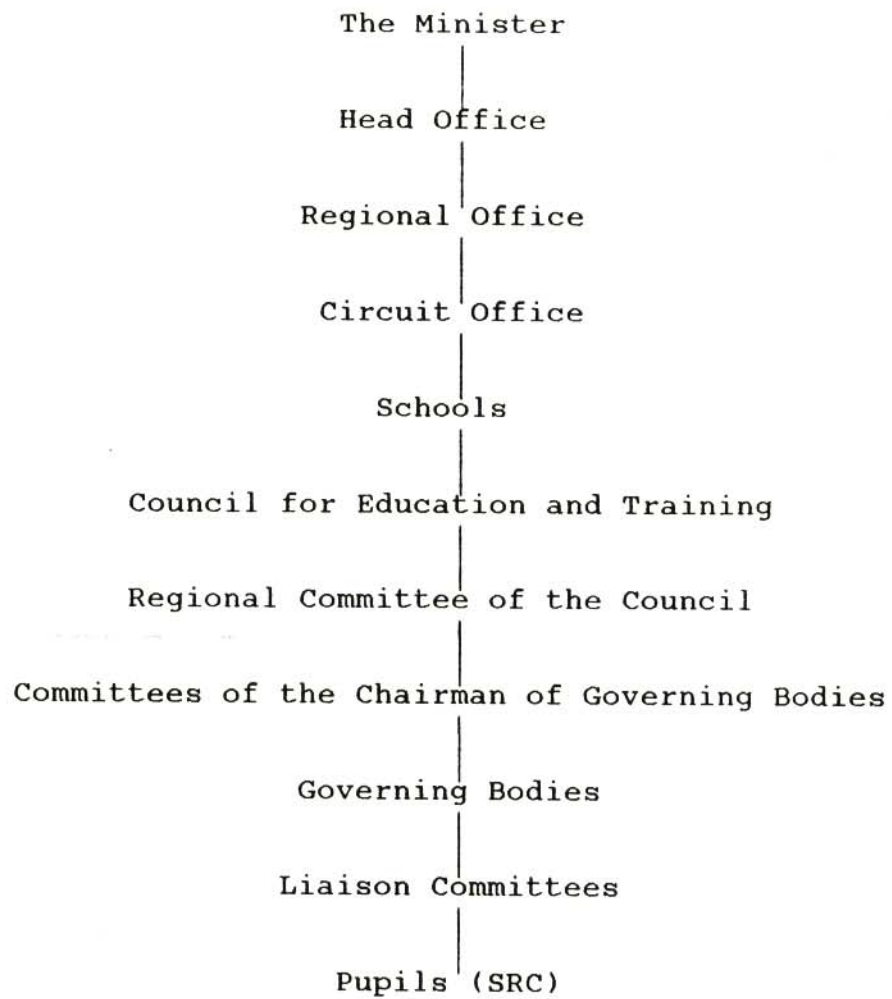 The Minister
Head Office
Regional Office
Circuit Office
Schools
Council for Education and Training
Regional Committee of the Council
Committees of the Chairman of Governing Bodies
Governing Bodies
Liaison Committees
Pupils (SRC)